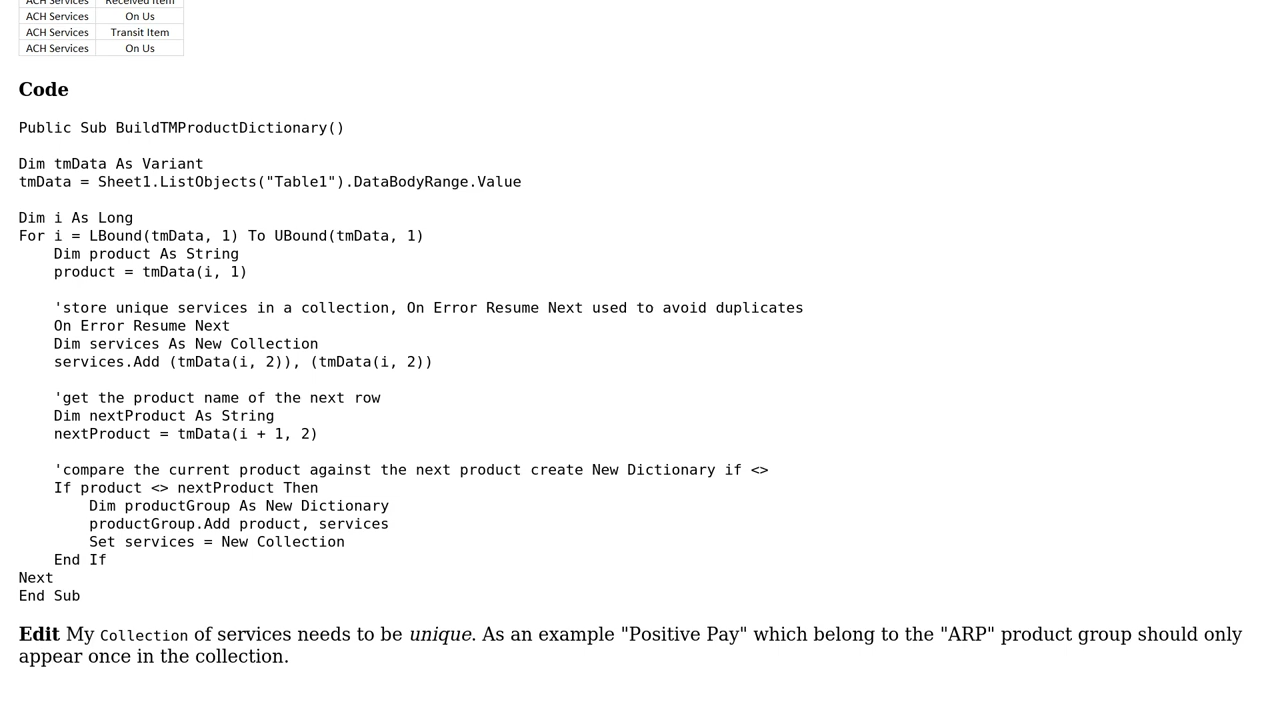 ACH Services Received Item
ACH Services On Us
ACH Services Transit Item
ACH Services On Us
Code
Public Sub BuildTMProductDictionary()
Dim tmData As Variant
tmData = Sheet1.ListObjects("Table1").DataBodyRange.Value
Dim i As Long
For i = LBound(tmData, 1) To UBound(tmData, 1)
    Dim product As String
    product = tmData(i, 1)
    'store unique services in a collection, On Error Resume Next used to avoid duplicates
    On Error Resume Next
    Dim services As New Collection
    services.Add (tmData(i, 2)), (tmData(i, 2))
    'get the product name of the next row
    Dim nextProduct As String
    nextProduct = tmData(i + 1, 2)
    'compare the current product against the next product create New Dictionary if <>
    If product <> nextProduct Then
        Dim productGroup As New Dictionary
        productGroup.Add product, services
        Set services = New Collection
    End If
Next
End Sub
Edit My Collection of services needs to be unique. As an example "Positive Pay" which belong to the "ARP" product group should only
appear once in the collection.